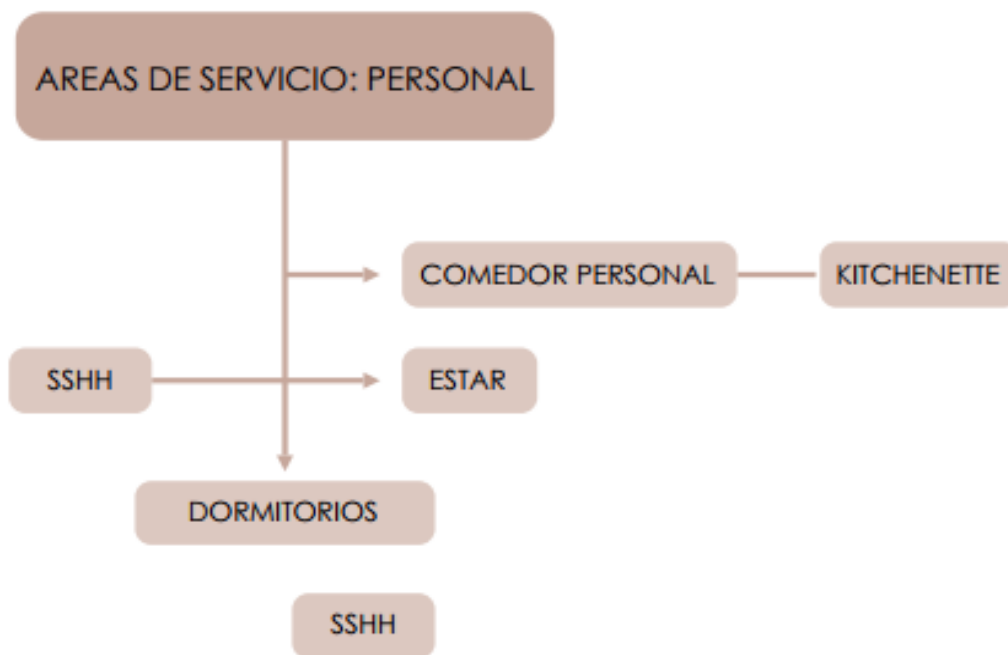 AREAS DE SERVICIO: PERSONAL
COMEDOR PERSONAL
KITCHENETTE
SSHH
ESTAR
DORMITORIOS
SSHH